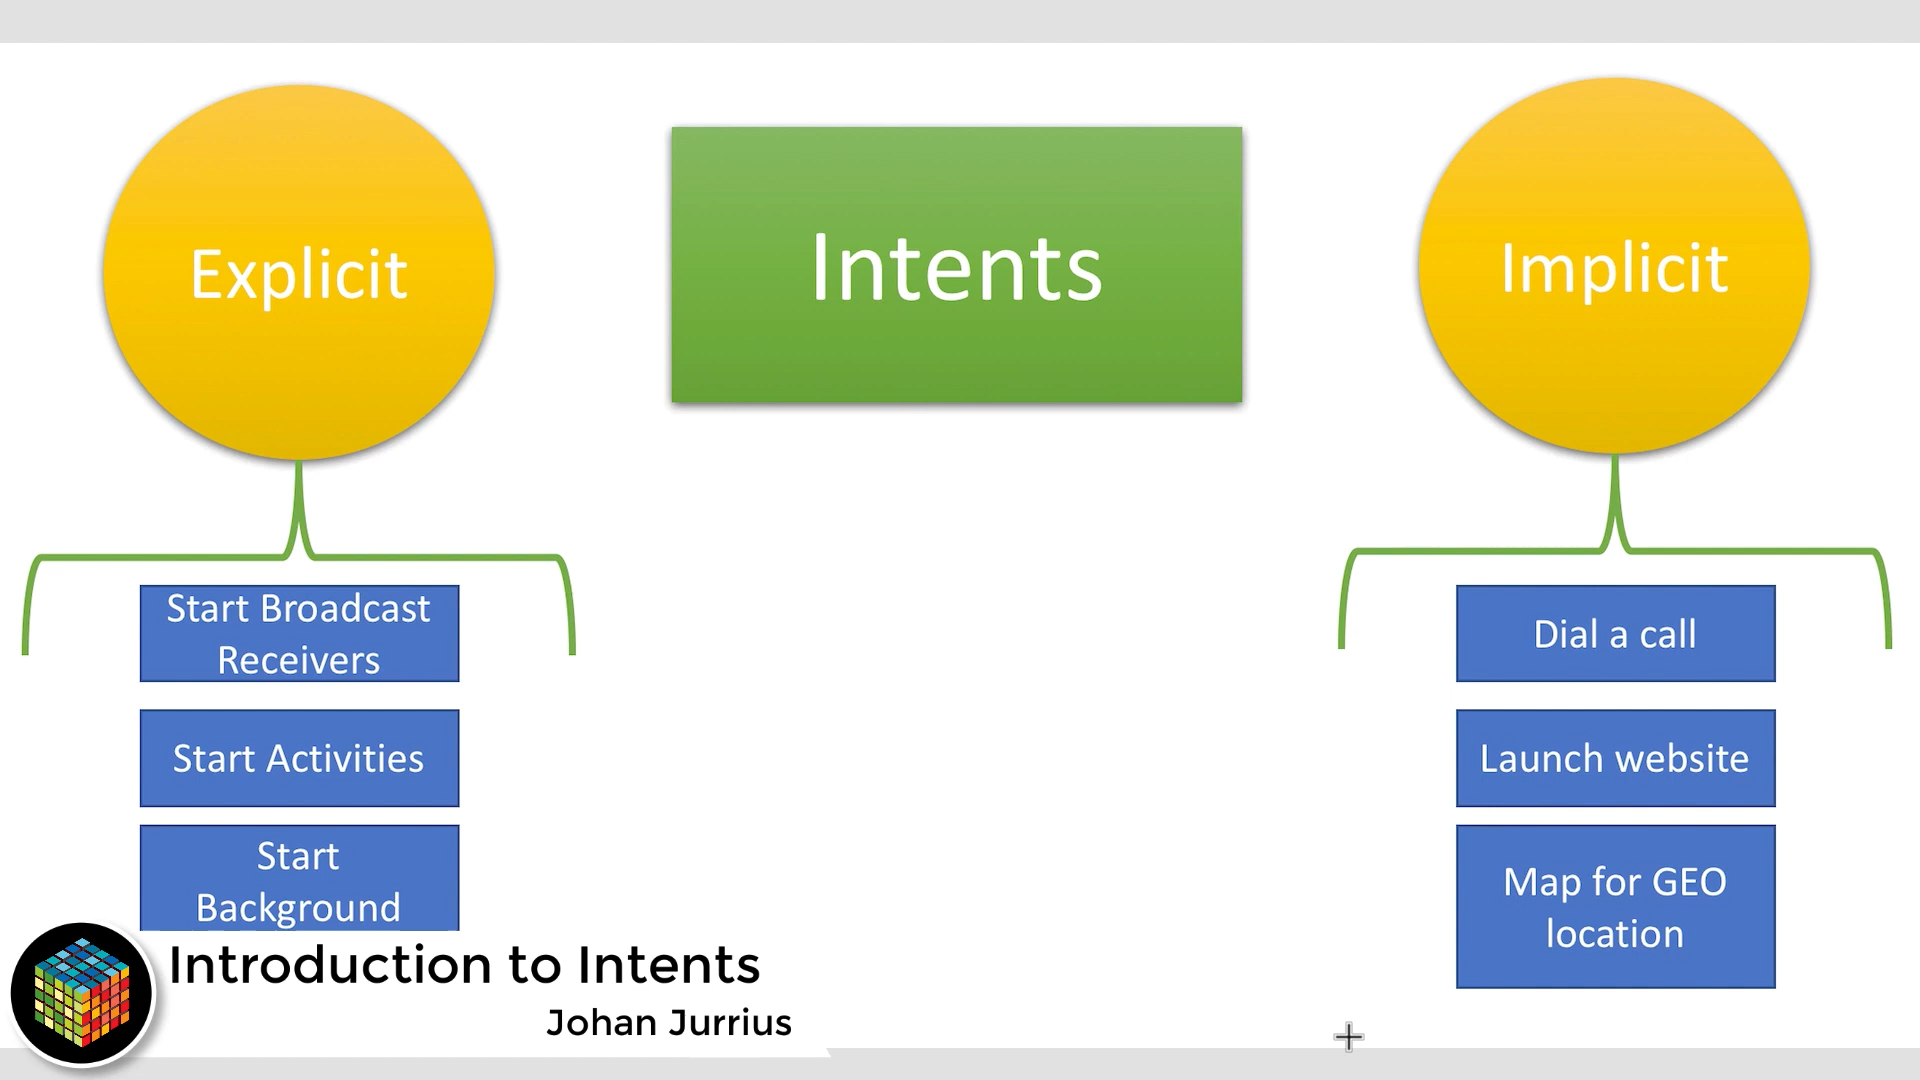 Explicit
Intents
Implicit
Start Broadcast
Receivers
Start Activities
Start
Background
Dial a call
Launch website
Map for GEO
location
Introduction to Intents
Johan Jurrius